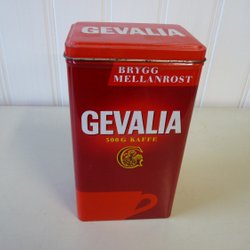 GEVALIA
BRYGG
MELLANROST
GEVALIA
500G KAFFE